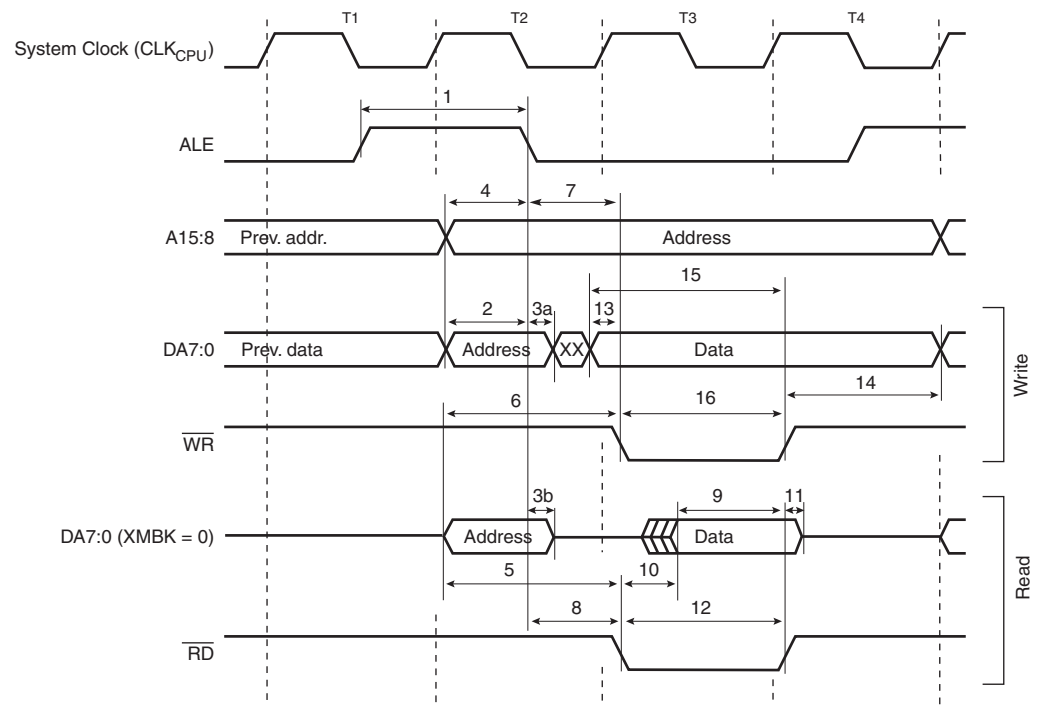 T1 T2 T3 T4
System Clock (CLKCPU)
1
ALE
4 7
A15:8 Prev. addr. Address
15
2 3a 13
DA7:0 Prev. data Address XX Data
14
6 16
WR
Write
3b 9 11
DA7:0 (XMBK = 0) Address Data
5 10
8 12
RD
Read